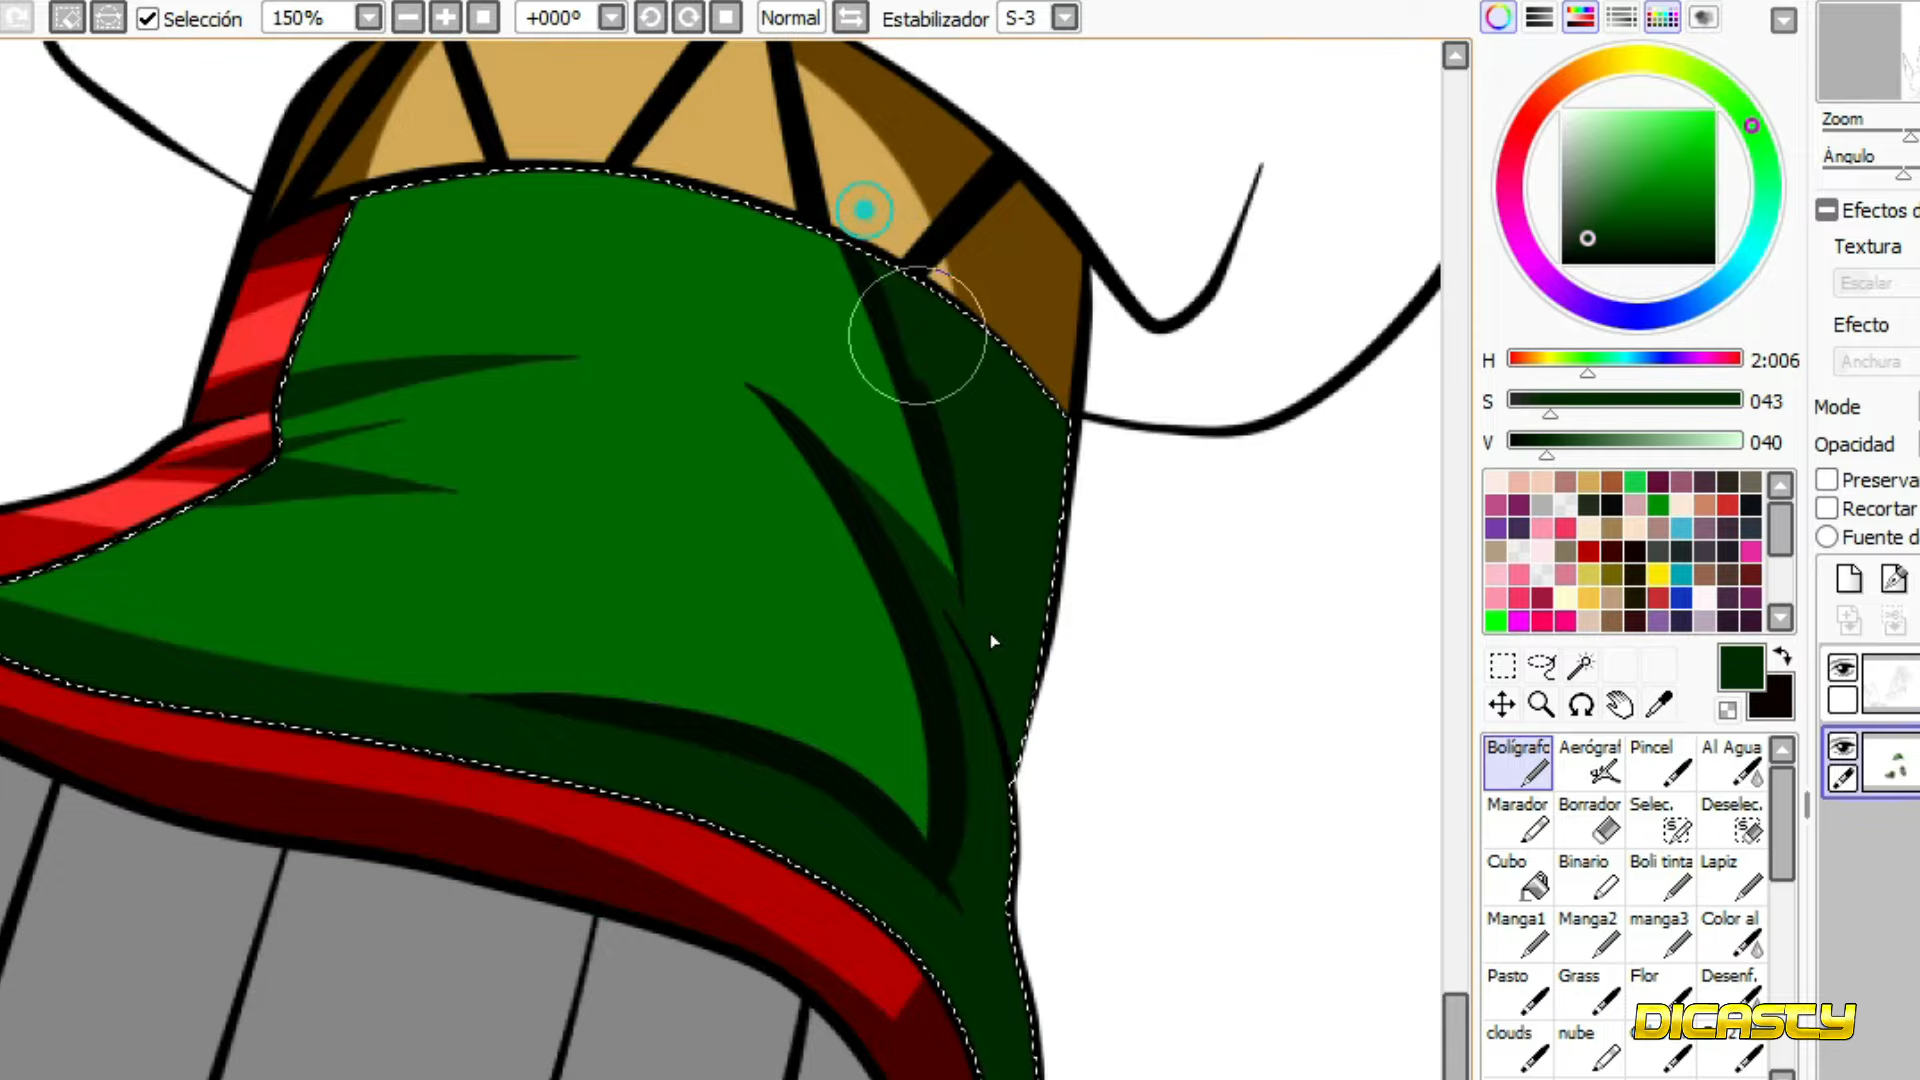 Selección 150% +000º Normal Estabilizador S-3
Zoom
Ángulo
Efectos d
Textura
Escalar
Efecto
Anchura
H 2:006
S 043
V 040
Mode
Opacidad
Preserva
Recortar
Fuente d
Bolígrafo Aerógraf Pincel Al Agua
Marador Borrador Selec. Deselec.
Cubo Binario Boli tinta Lapiz
Manga1 Manga2 manga3 Color al
Pasto Grass Flor Desenf.
clouds nube
DICASTY